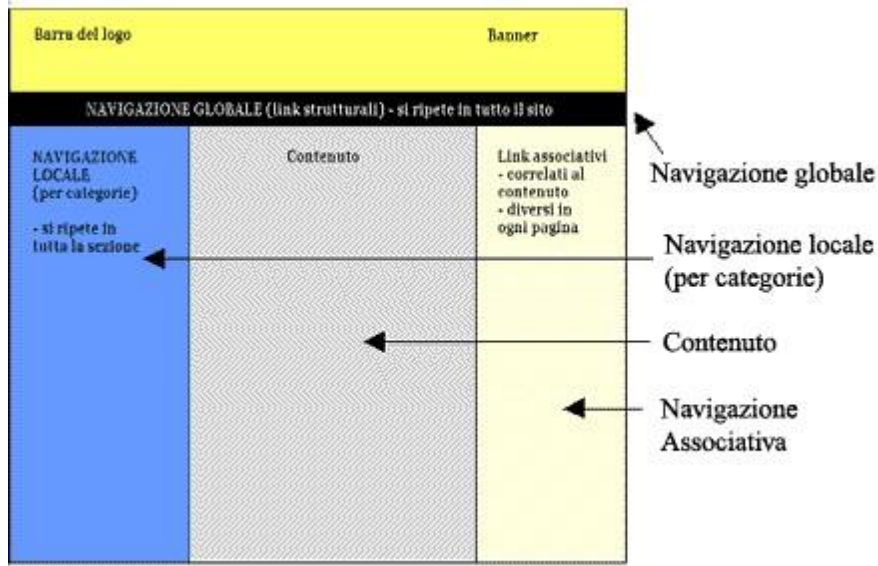 Barra del logo
Banner
NAVIGAZIONE GLOBALE (link strutturali) - si ripete in tutto il sito
NAVIGAZIONE
LOCALE
(per categorie)
- si ripete in
tutta la sezione
Contenuto
Link associativi
- correlati al
contenuto
- diversi in
ogni pagina
Navigazione globale
Navigazione locale
(per categorie)
Contenuto
Navigazione
Associativa